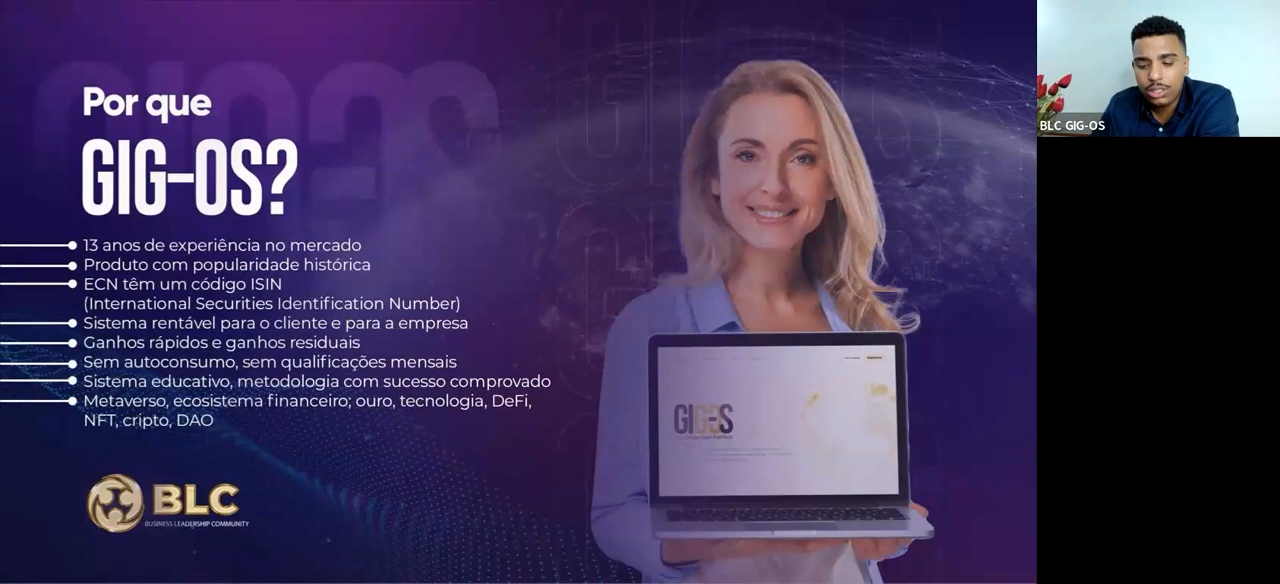 Por que
GIG-OS?
13 anos de experiência no mercado
Produto com popularidade histórica
ECN têm um código ISIN
(International Securities Identification Number)
Sistema rentável para o cliente e para a empresa
Ganhos rápidos e ganhos residuais
Sem autoconsumo, sem qualificações mensais
Sistema educativo, metodologia com sucesso comprovado
Metaverso, ecosistema financeiro; ouro, tecnologia, DeFi,
NFT, cripto, DAO
BLC
BUSINESS LEADERSHIP COMMUNITY
GIG-OS
BLC GIG-OS